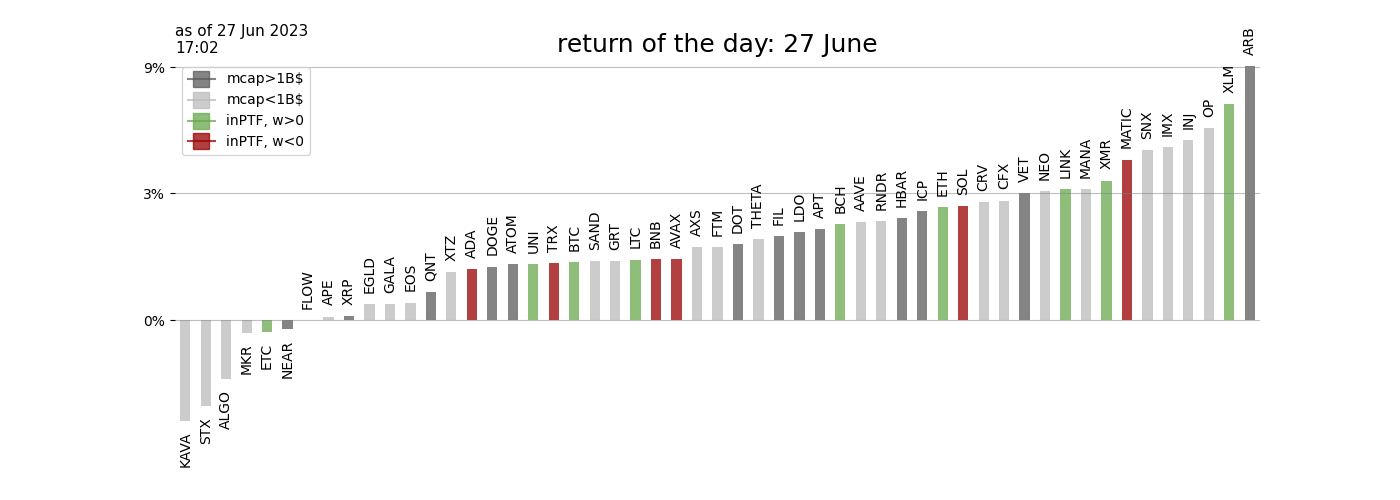 as of 27 Jun 2023
17:02
return of the day: 27 June
9%
3%
0%
mcap>1B$
mcap<1B$
inPTF, w>0
inPTF, w<0
KAVA
STX
ALGO
MKR
ETC
NEAR
FLOW
APE
XRP
EGLD
GALA
EOS
QNT
XTZ
ADA
DOGE
ATOM
UNI
TRX
BTC
SAND
GRT
LTC
BNB
AVAX
AXS
FTM
DOT
THETA
FIL
LDO
APT
BCH
AAVE
RNDR
HBAR
ICP
ETH
SOL
CRV
CFX
VET
NEO
LINK
MANA
XMR
MATIC
SNX
IMX
INJ
OP
XLM
ARB